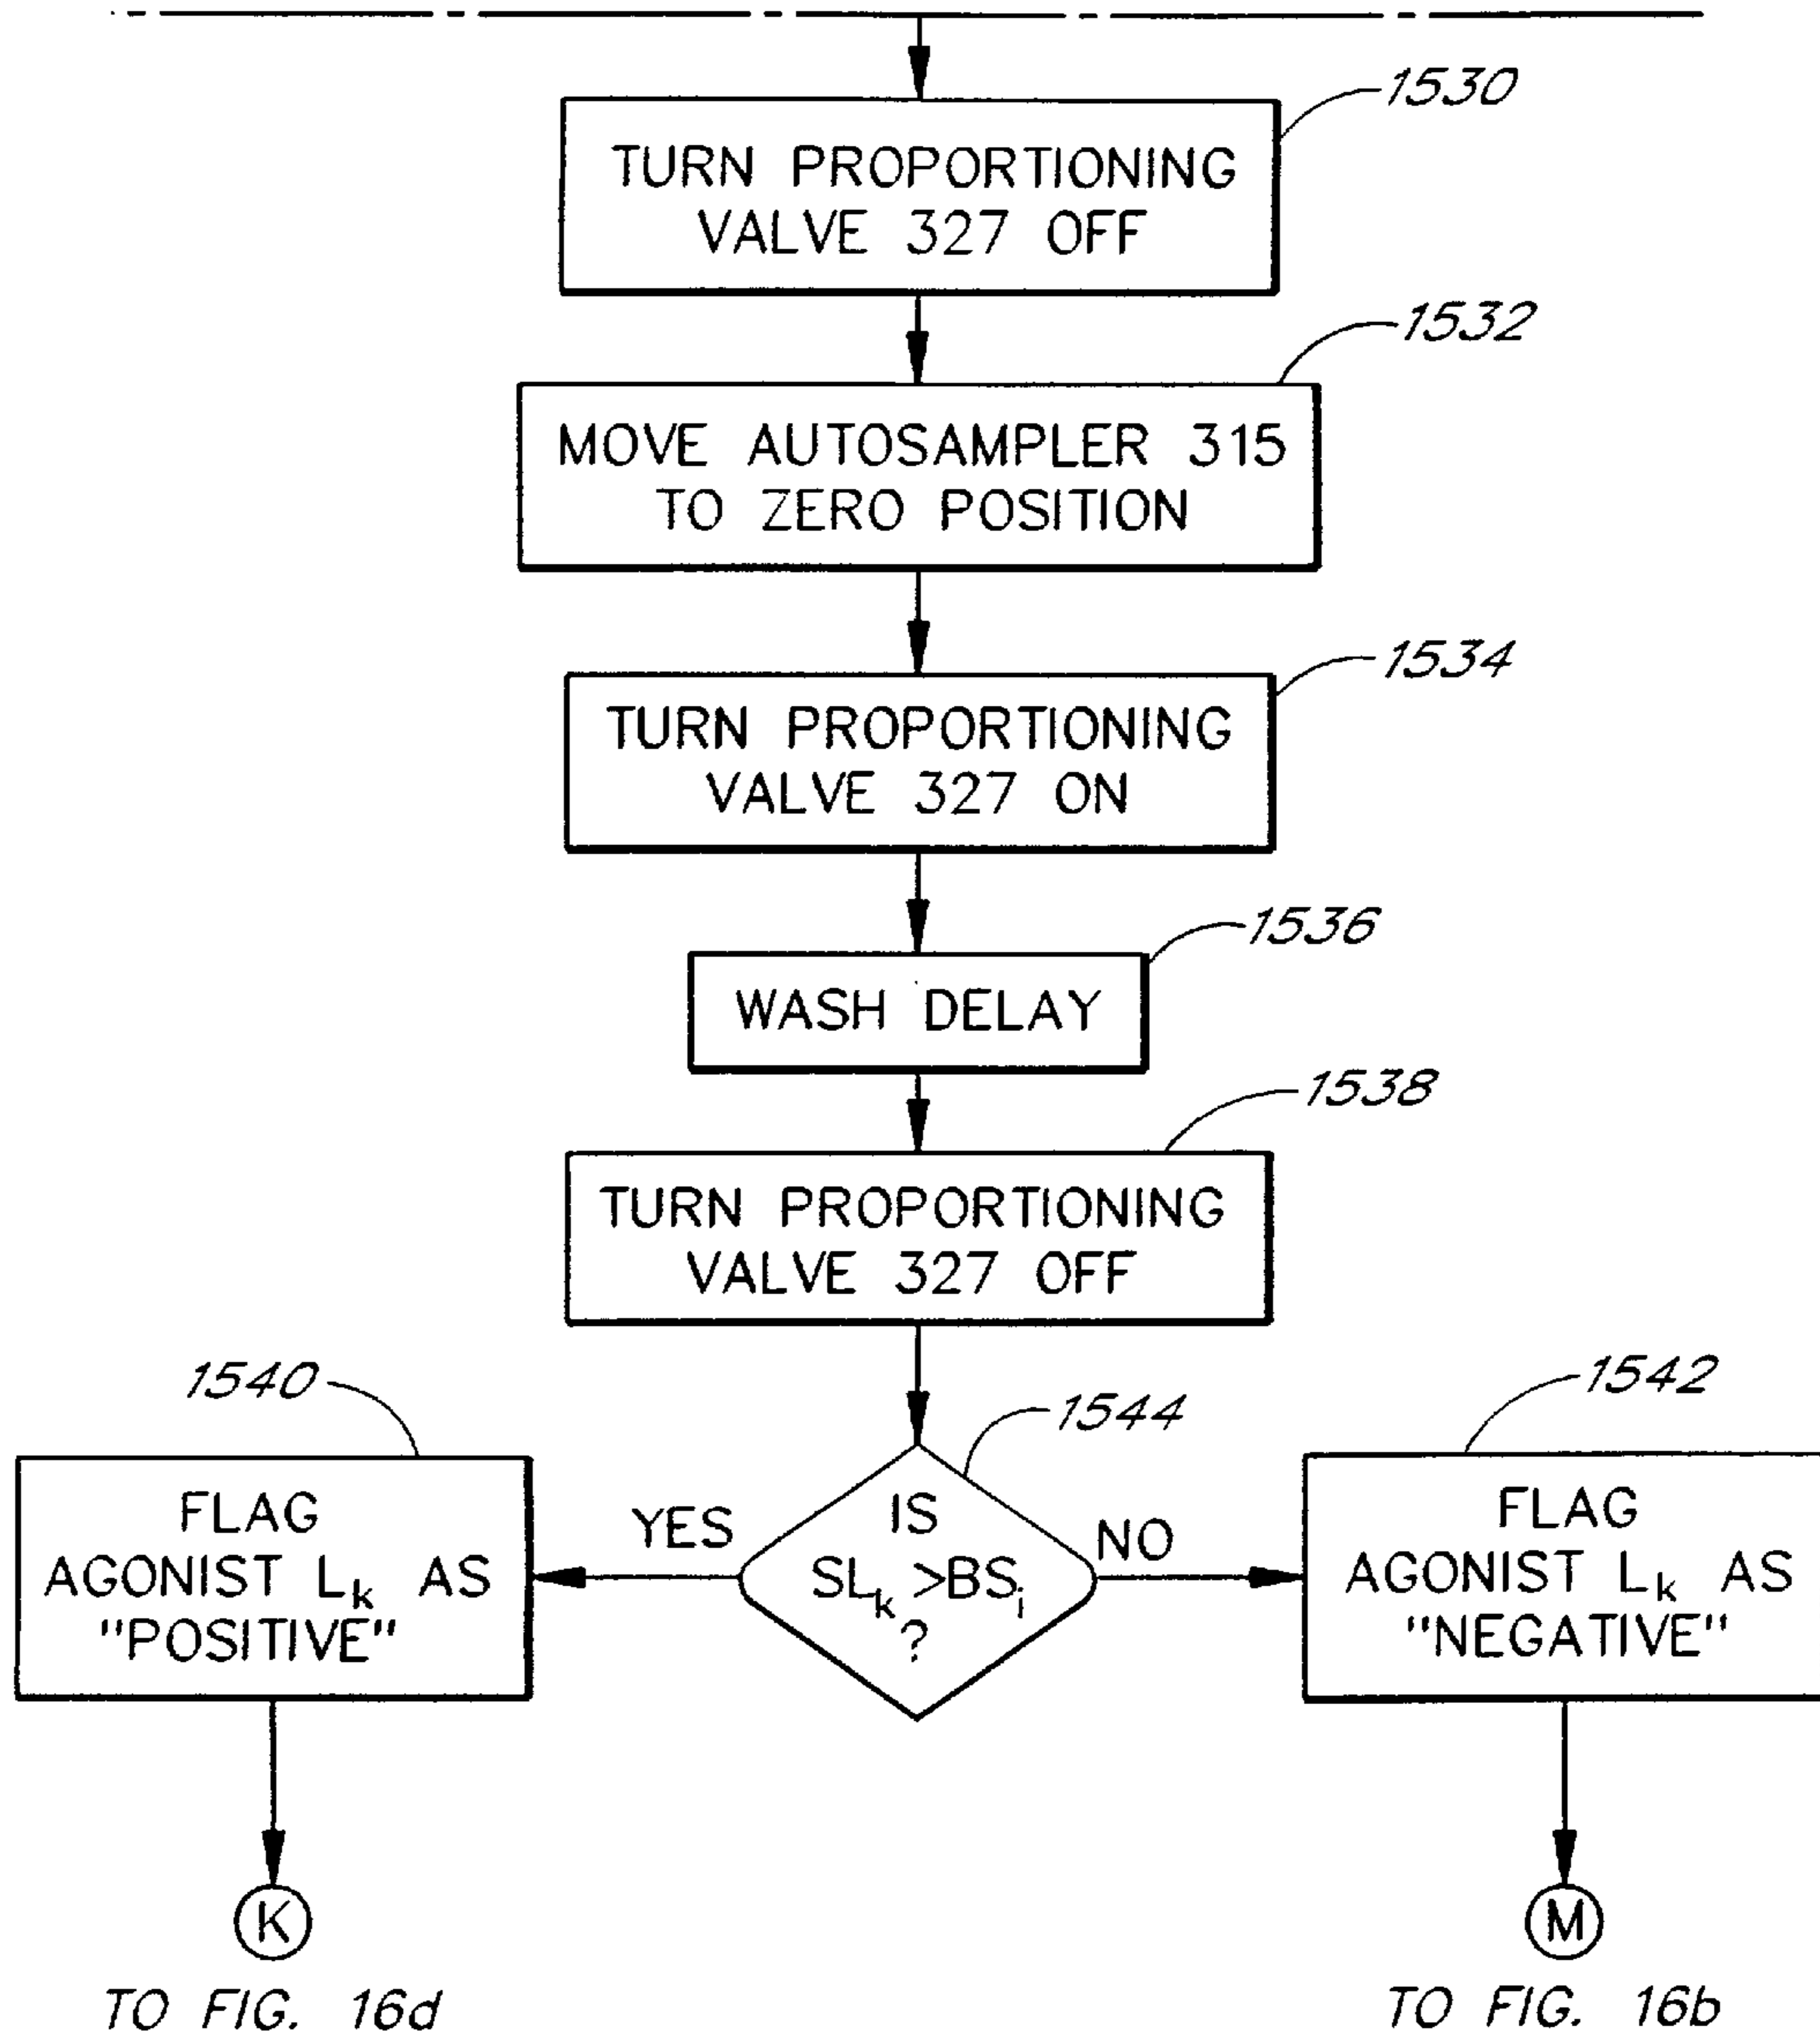 1530
TURN PROPORTIONING
VALVE 327 OFF
1532
MOVE AUTOSAMPLER 315
TO ZERO POSITION
1534
TURN PROPORTIONING
VALVE 327 ON
1536
WASH DELAY
1538
TURN PROPORTIONING
VALVE 327 OFF
1540
FLAG
AGONIST Lk AS
"POSITIVE"
YES
1544
IS
SLk >BSi
?
NO
1542
FLAG
AGONIST Lk AS
"NEGATIVE"
K
TO FIG. 16d
M
TO FIG. 16b